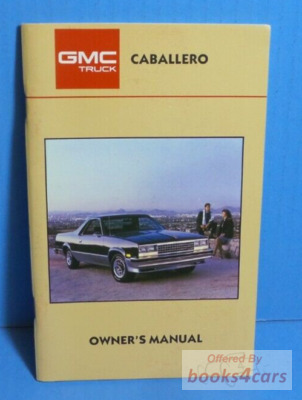 GMC
TRUCK
CABALLERO
OWNER'S MANUAL
Offered By
books4cars